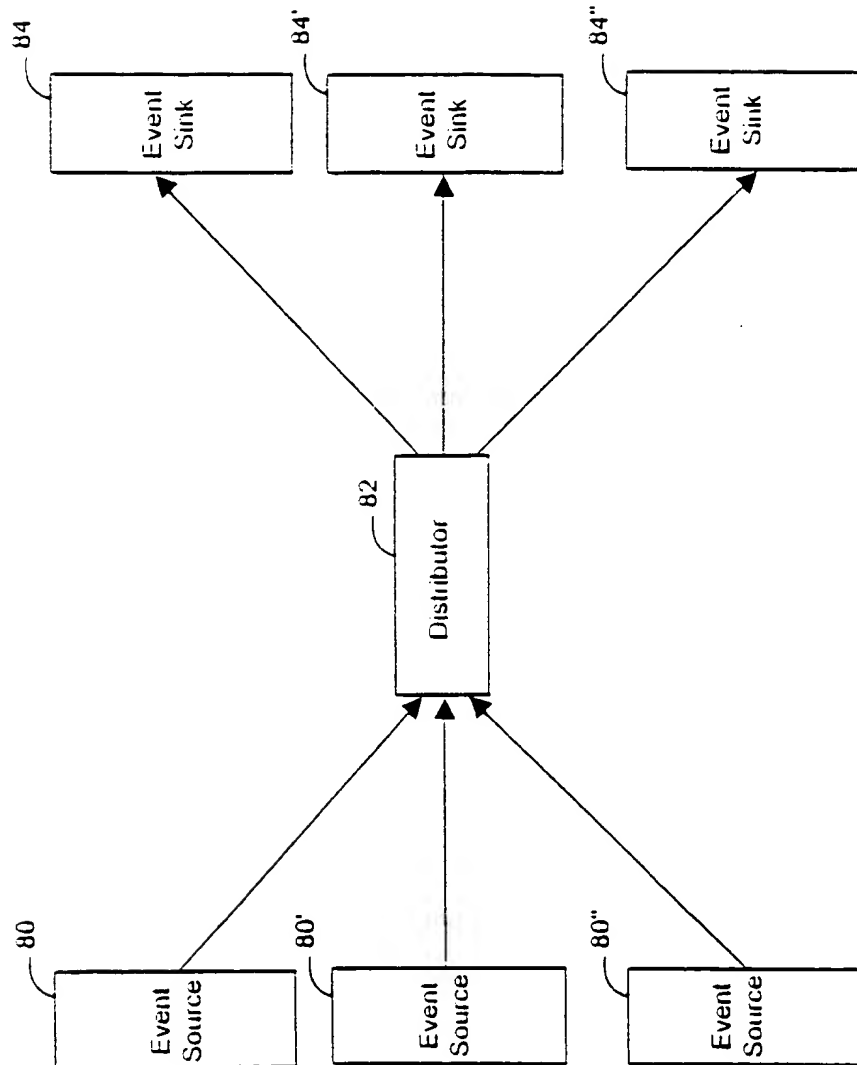 80
Event
Source
80'
Event
Source
80"
Event
Source
82
Distributor
84
Event
Sink
84'
Event
Sink
84"
Event
Sink